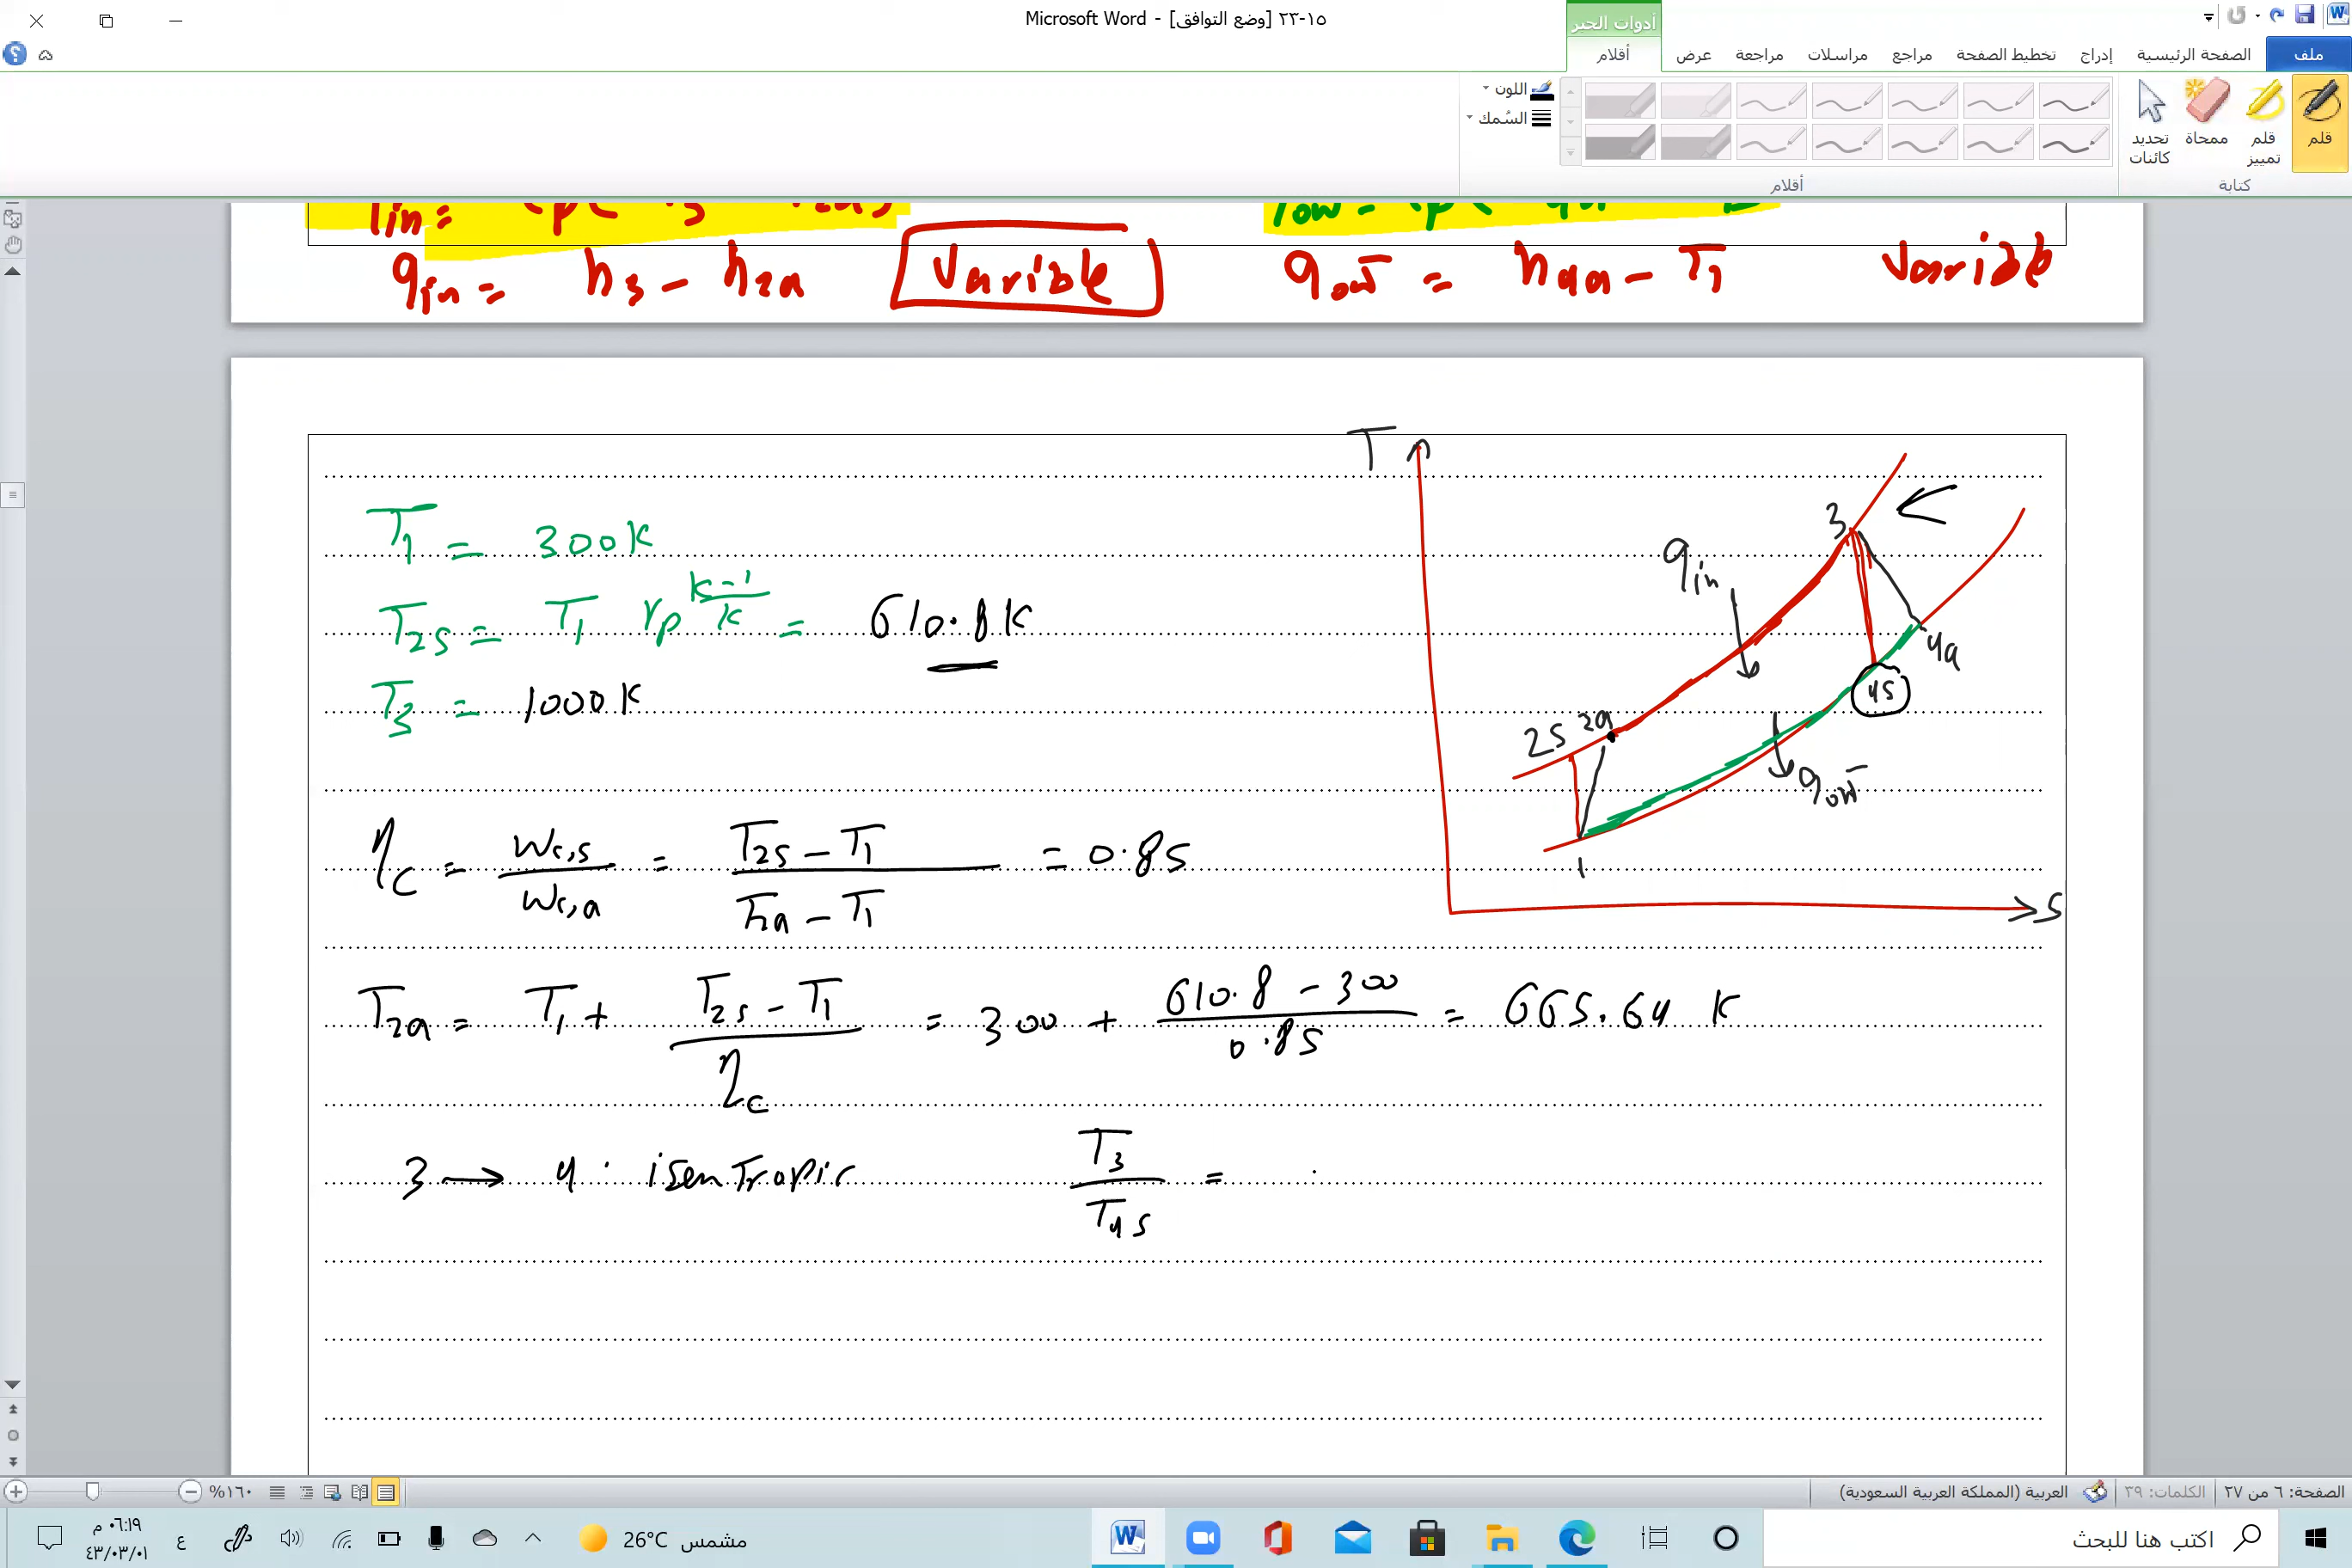 ٢٣-١٥ [وضع التوافق] - Microsoft Word
أدوات الحبر
ملف الصفحة الرئيسية إدراج تخطيط الصفحة مراجع مراسلات مراجعة عرض أقلام
قلم
قلم تمييز
ممحاة
تحديد كائنات
كتابة
اللون
السُمك
أقلام
qin = h3 - h2a Varible
qout = h4a - T1 Varible
T1 = 300K
T2s = T1 rp^(k-1/k) = 610.8K
T3 = 1000K
T
3
qin
4a
4s
2s 2a
qout
1
S
ηc = wc,s / wc,a = T2s - T1 / T2a - T1 = 0.85
T2a = T1 + T2s - T1 / ηc = 300 + 610.8 - 300 / 0.85 = 665.64 K
3 → 4 : isenTropic T3 / T4s =
الصفحة: ٦ من ٢٧
الكلمات: ٣٩
العربية (المملكة العربية السعودية)
%١٦٠
اكتب هنا للبحث
26°C مشمس
ع
٠٦:١٩ م
٤٣/٠٣/٠١